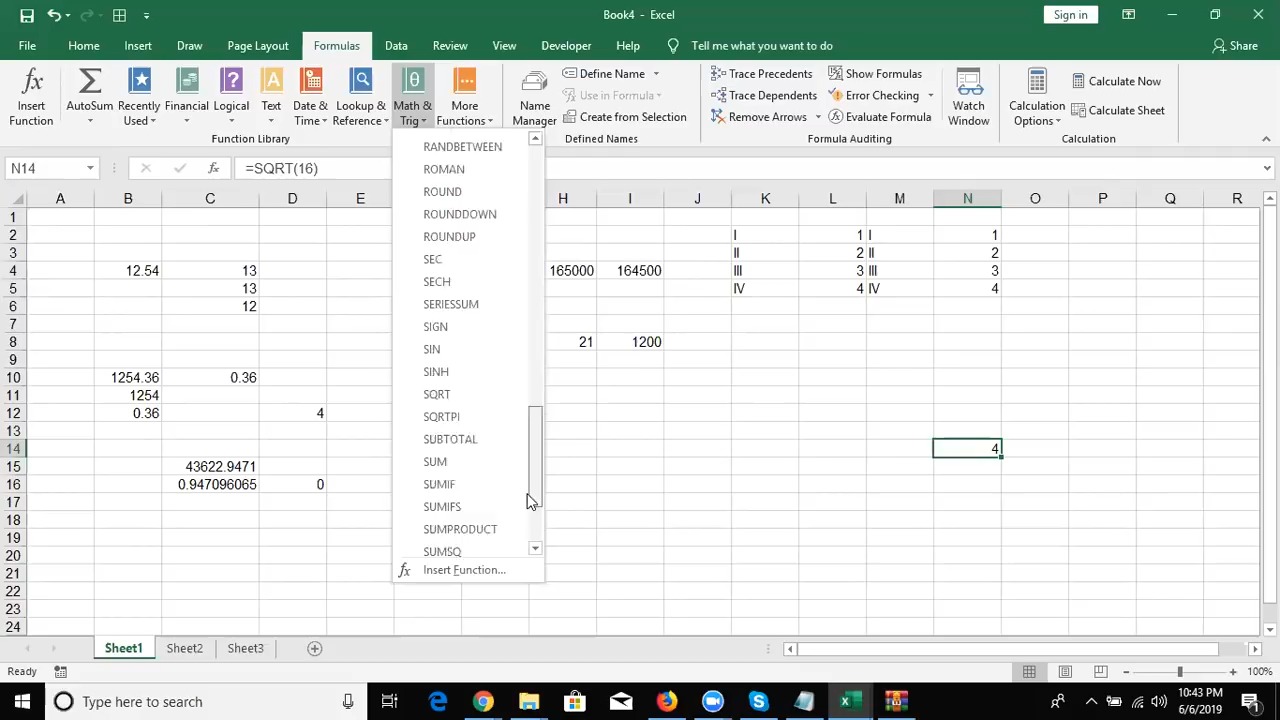 Book4 - Excel
Sign in
File Home Insert Draw Page Layout Formulas Data Review View Developer Help Tell me what you want to do Share
Insert Function
AutoSum
Recently Used
Financial
Logical
Text
Date & Time
Lookup & Reference
Math & Trig
More Functions
Function Library
Name Manager
Define Name
Use in Formula
Create from Selection
Defined Names
Trace Precedents
Trace Dependents
Remove Arrows
Show Formulas
Error Checking
Evaluate Formula
Formula Auditing
Watch Window
Calculation Options
Calculate Now
Calculate Sheet
Calculation
N14 fx =SQRT(16)
A B C D E H I J K L M N O P Q R
1
2 I 1 I 1
3 II 2 II 2
4 12.54 13 165000 164500 III 3 III 3
5 13 IV 4 IV 4
6 12
7
8 21 1200
9
10 1254.36 0.36
11 1254
12 0.36 4
13
14 4
15 43622.9471
16 0.947096065 0
17
18
19
20
21
22
23
24
RANDBETWEEN
ROMAN
ROUND
ROUNDDOWN
ROUNDUP
SEC
SECH
SERIESSUM
SIGN
SIN
SINH
SQRT
SQRTPI
SUBTOTAL
SUM
SUMIF
SUMIFS
SUMPRODUCT
SUMSQ
fx Insert Function...
Sheet1 Sheet2 Sheet3
Ready
100%
Type here to search
10:43 PM
6/6/2019